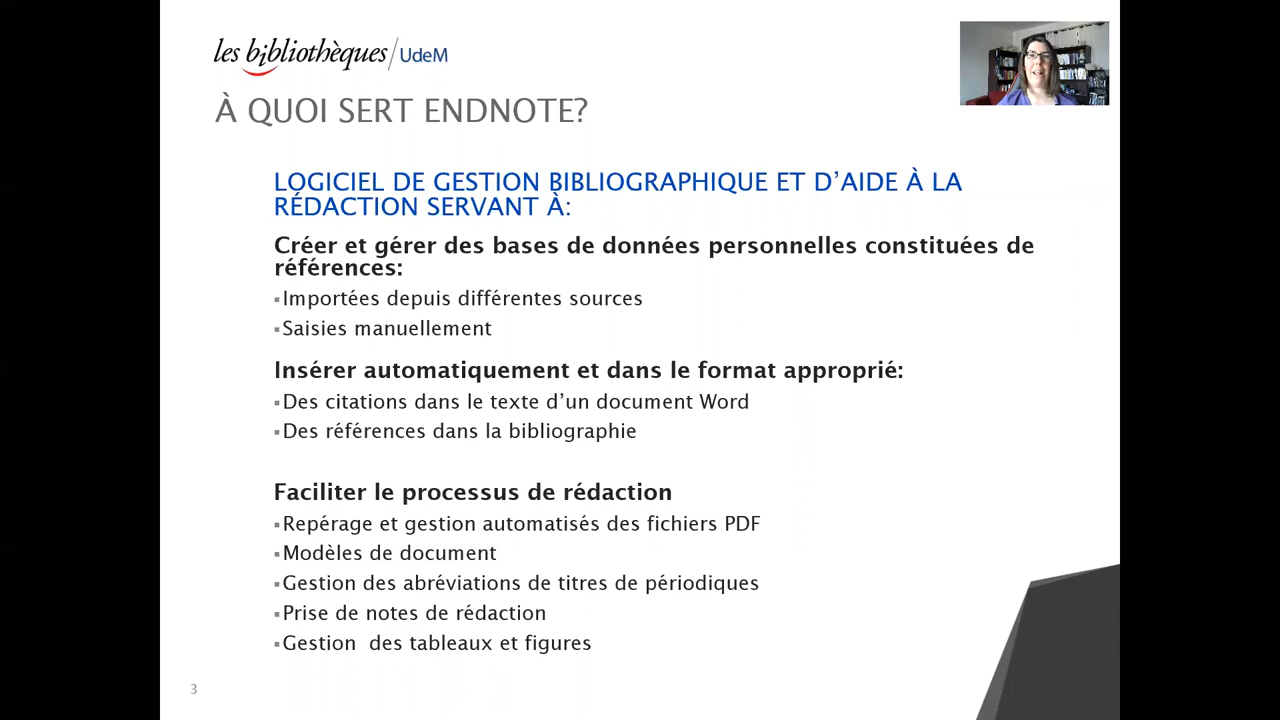 les bibliothèques/UdeM
À QUOI SERT ENDNOTE?
LOGICIEL DE GESTION BIBLIOGRAPHIQUE ET D’AIDE À LA
RÉDACTION SERVANT À:
Créer et gérer des bases de données personnelles constituées de
références:
▪Importées depuis différentes sources
▪Saisies manuellement
Insérer automatiquement et dans le format approprié:
▪Des citations dans le texte d’un document Word
▪Des références dans la bibliographie
Faciliter le processus de rédaction
▪Repérage et gestion automatisés des fichiers PDF
▪Modèles de document
▪Gestion des abréviations de titres de périodiques
▪Prise de notes de rédaction
▪Gestion  des tableaux et figures
3